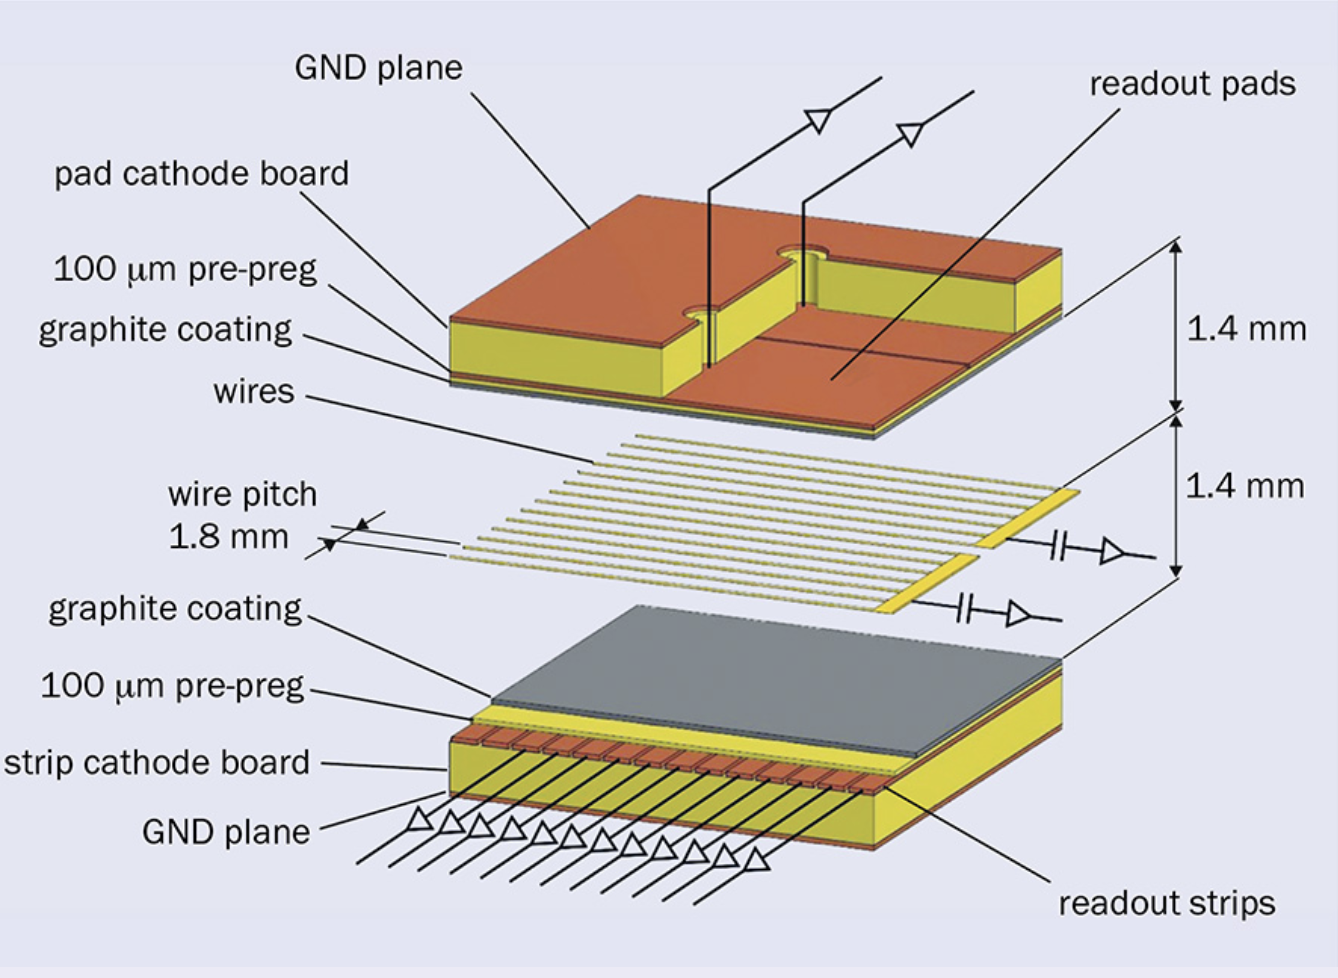 GND plane
readout pads
pad cathode board
100 μm pre-preg
graphite coating
1.4 mm
wires
1.4 mm
wire pitch
1.8 mm
graphite coating
100 μm pre-preg
strip cathode board
GND plane
readout strips